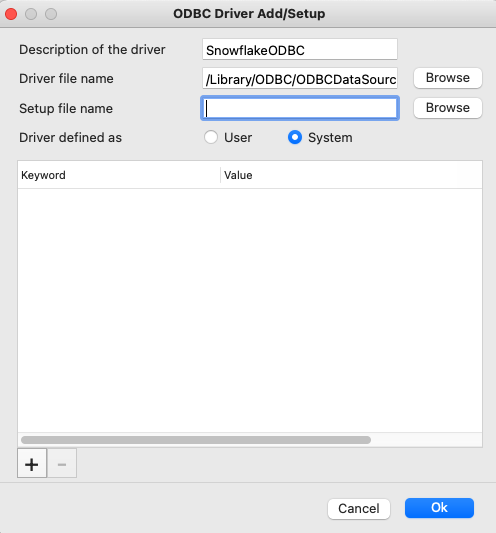 ODBC Driver Add/Setup
Description of the driver SnowflakeODBC
Driver file name /Library/ODBC/ODBCDataSourc Browse
Setup file name Browse
Driver defined as User System
Keyword Value
+ -
Cancel Ok